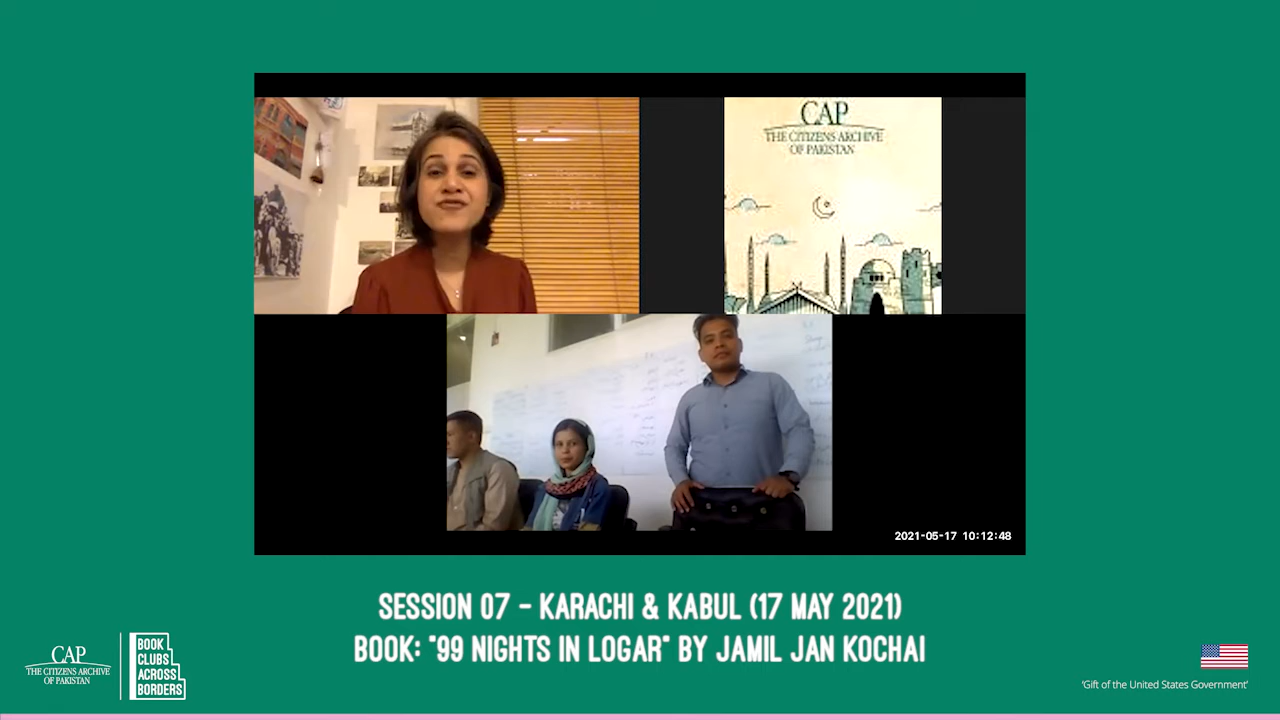 CAP
THE CITIZENS ARCHIVE
OF PAKISTAN
2021-05-17 10:12:48
SESSION 07 - KARACHI & KABUL (17 MAY 2021)
BOOK: "99 NIGHTS IN LOGAR" BY JAMIL JAN KOCHAI
CAP
THE CITIZENS ARCHIVE
OF PAKISTAN
BOOK
CLUBS
ACROSS
BORDERS
'Gift of the United States Government'